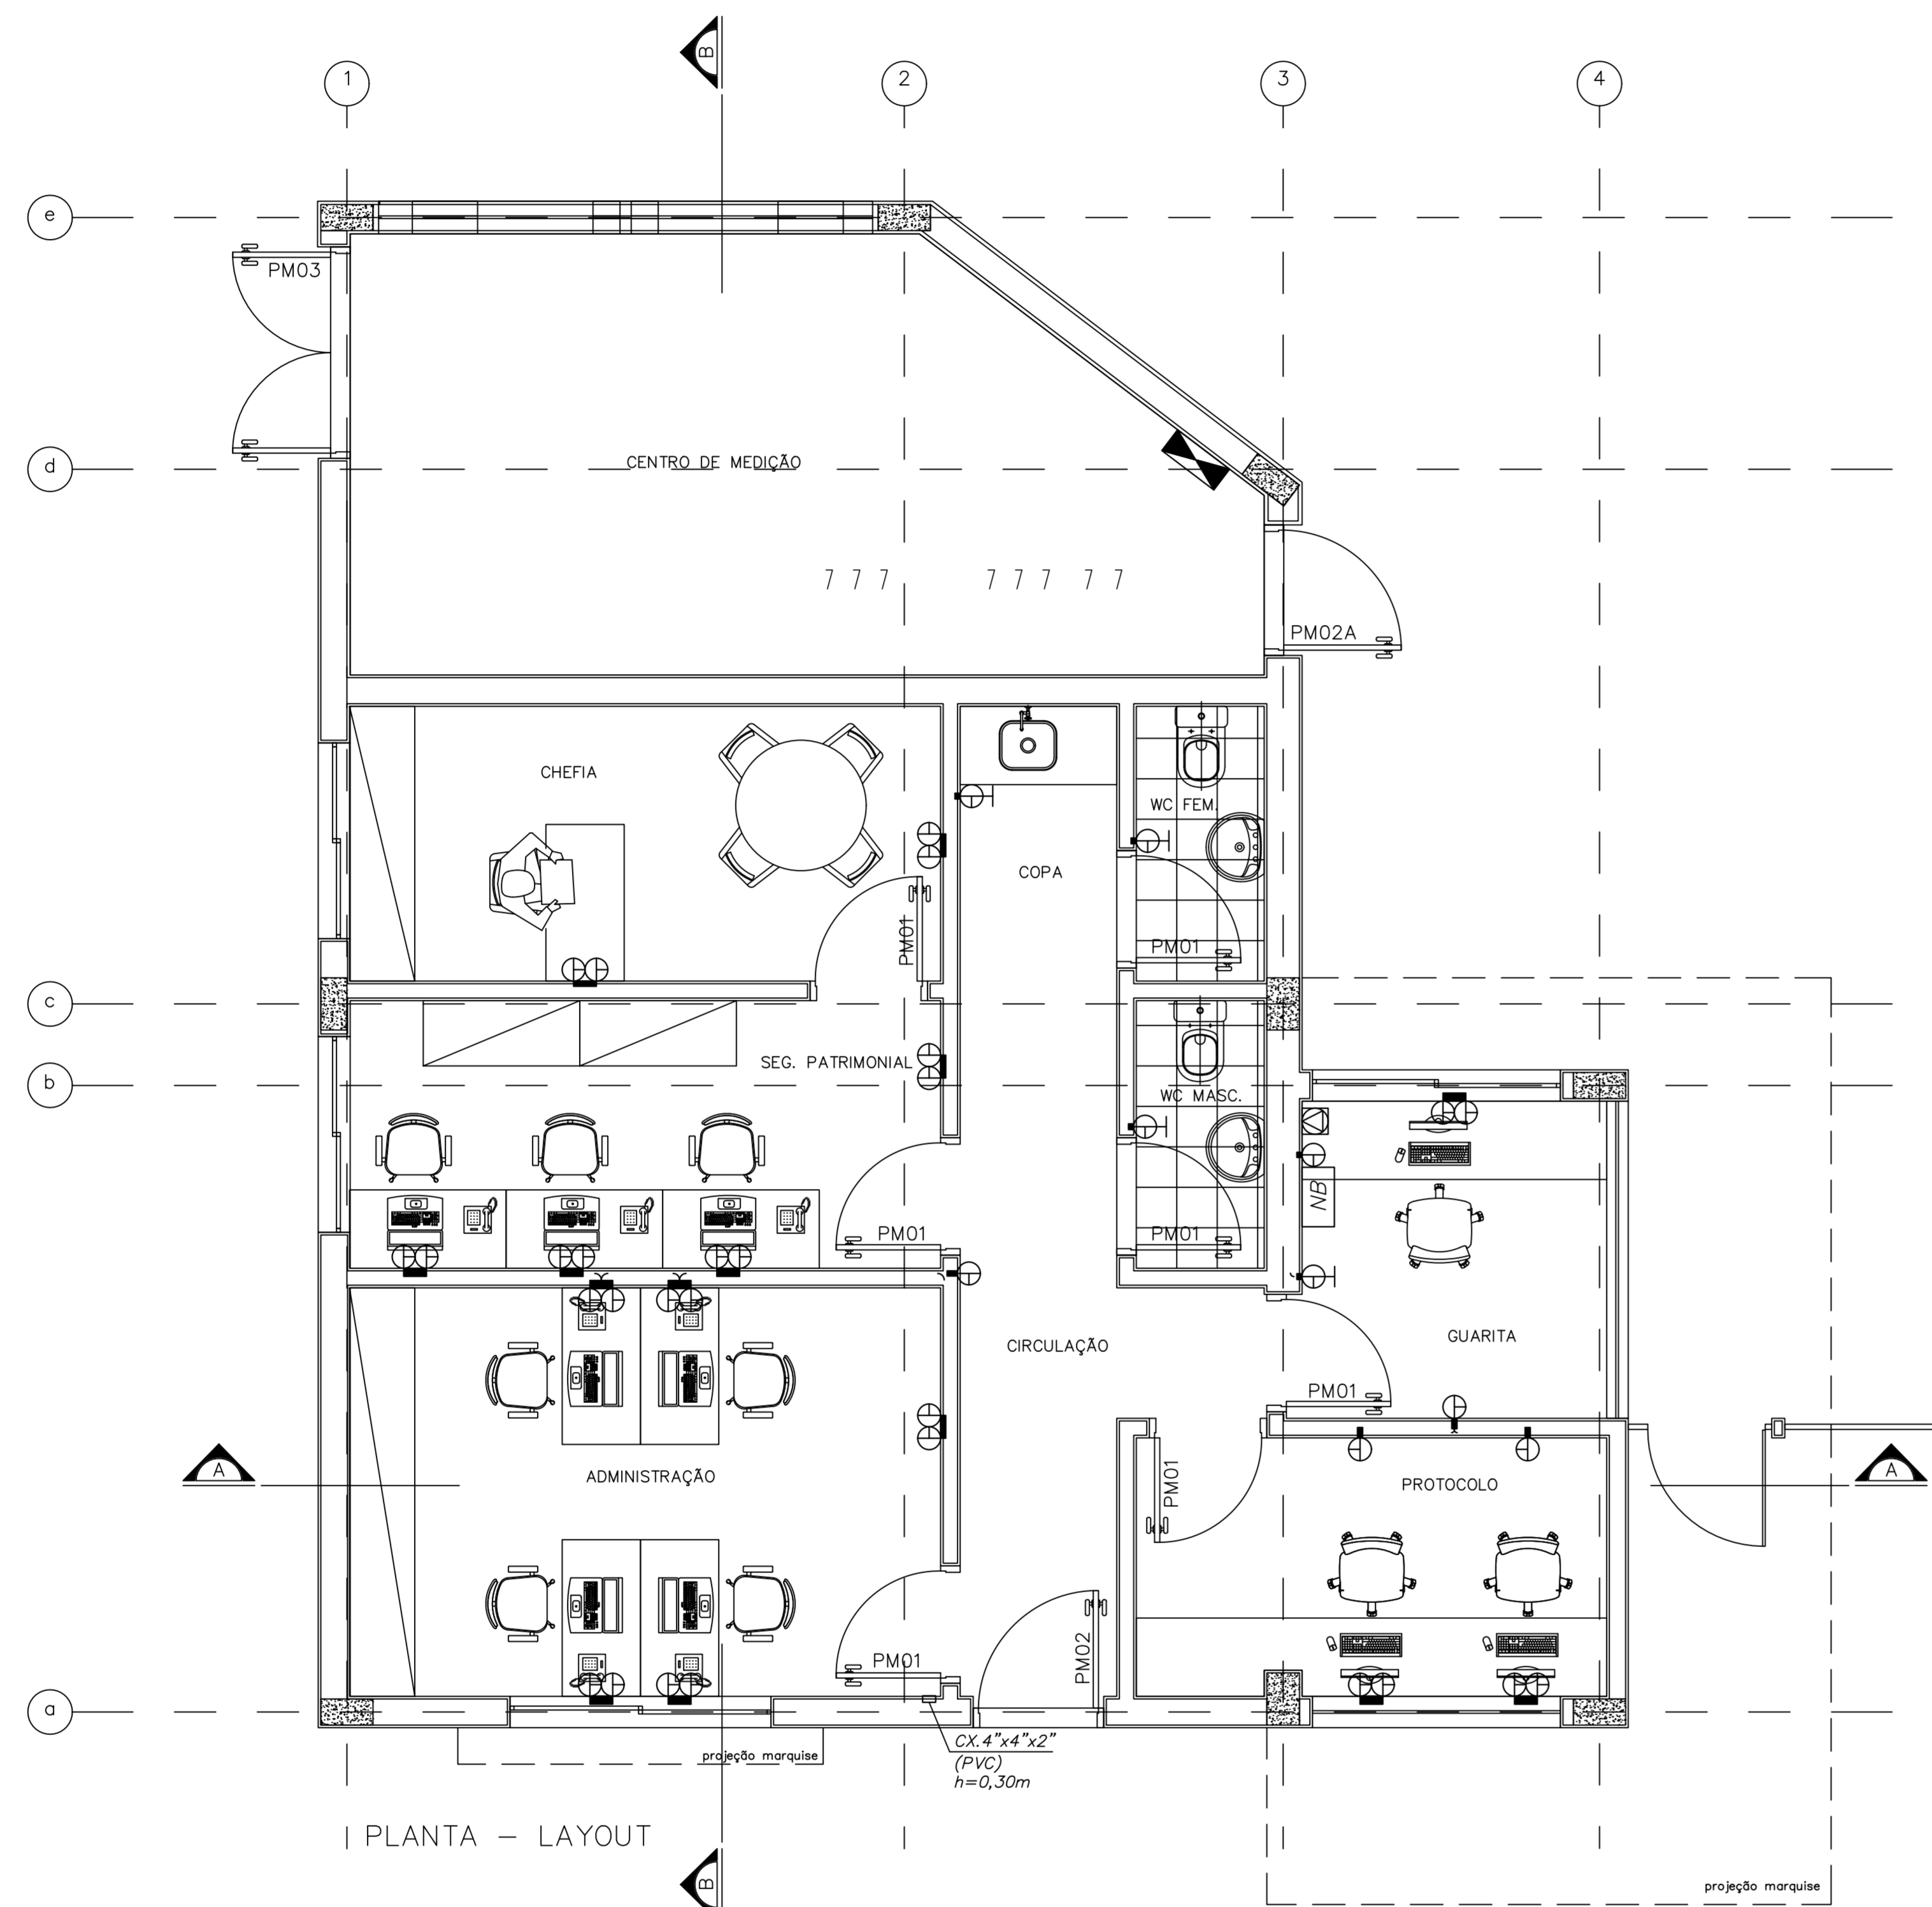 B
1
2
3
4
e
PM03
d
CENTRO DE MEDIÇÃO
7 7 7 7 7 7 7 7
PM02A
CHEFIA
WC FEM.
COPA
PM01
PM01
c
SEG. PATRIMONIAL
b
WC MASC.
NB
PM01
PM01
GUARITA
CIRCULAÇÃO
PM01
A
ADMINISTRAÇÃO
PM01
PROTOCOLO
A
PM02
PM01
a
CX.4"x4"x2"
(PVC)
h=0,30m
projeção marquise
PLANTA – LAYOUT
B
projeção marquise